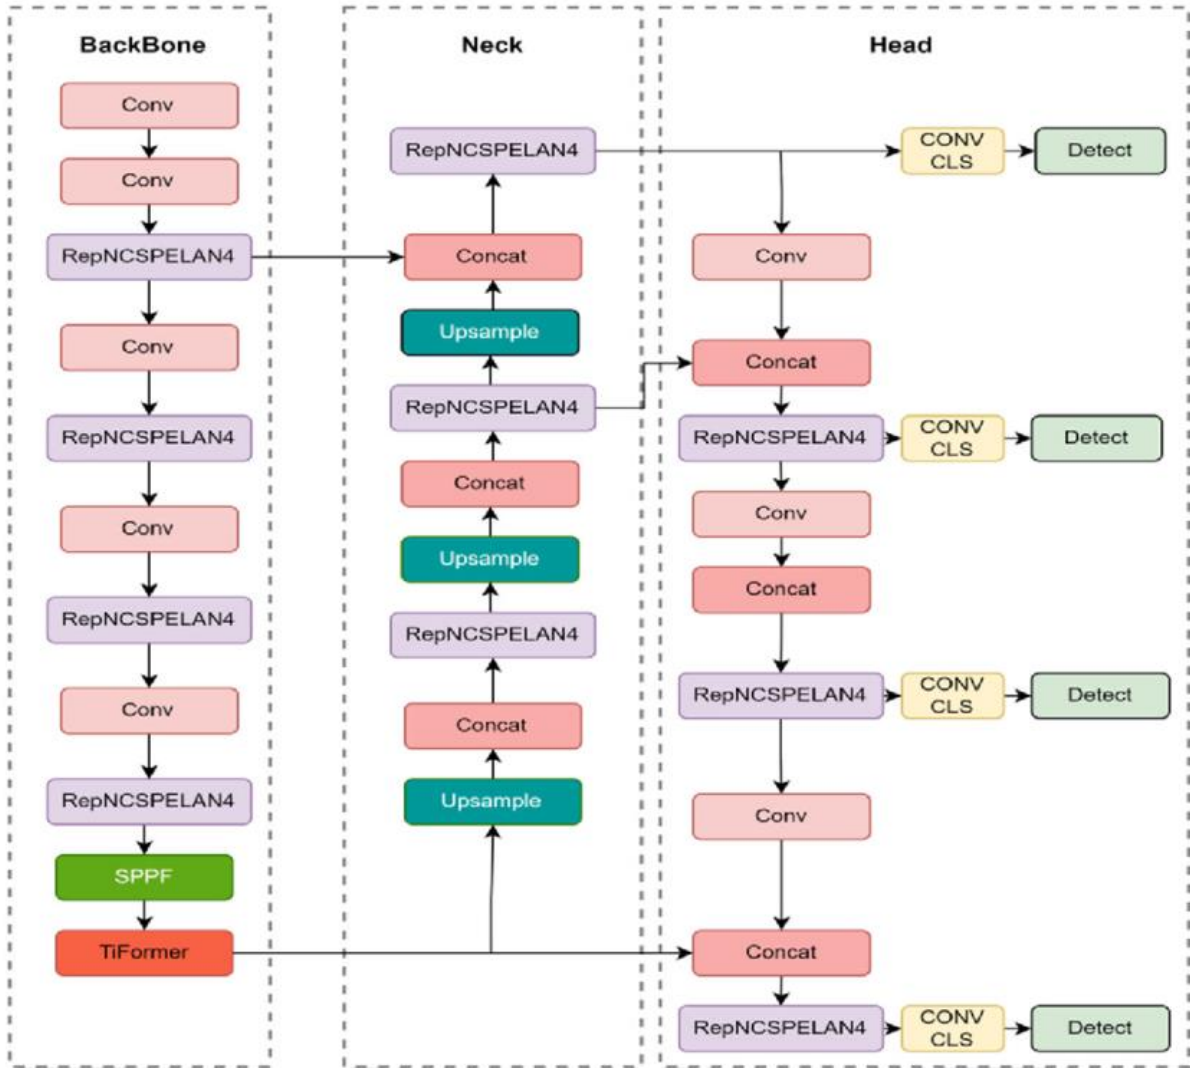 BackBone
Conv
Conv
RepNCSPELAN4
Conv
RepNCSPELAN4
Conv
RepNCSPELAN4
Conv
RepNCSPELAN4
SPPF
TiFormer
Neck
RepNCSPELAN4
Concat
Upsample
RepNCSPELAN4
Concat
Upsample
RepNCSPELAN4
Concat
Upsample
Head
CONV
CLS
Detect
Conv
Concat
RepNCSPELAN4
CONV
CLS
Detect
Conv
Concat
RepNCSPELAN4
CONV
CLS
Detect
Conv
Concat
RepNCSPELAN4
CONV
CLS
Detect